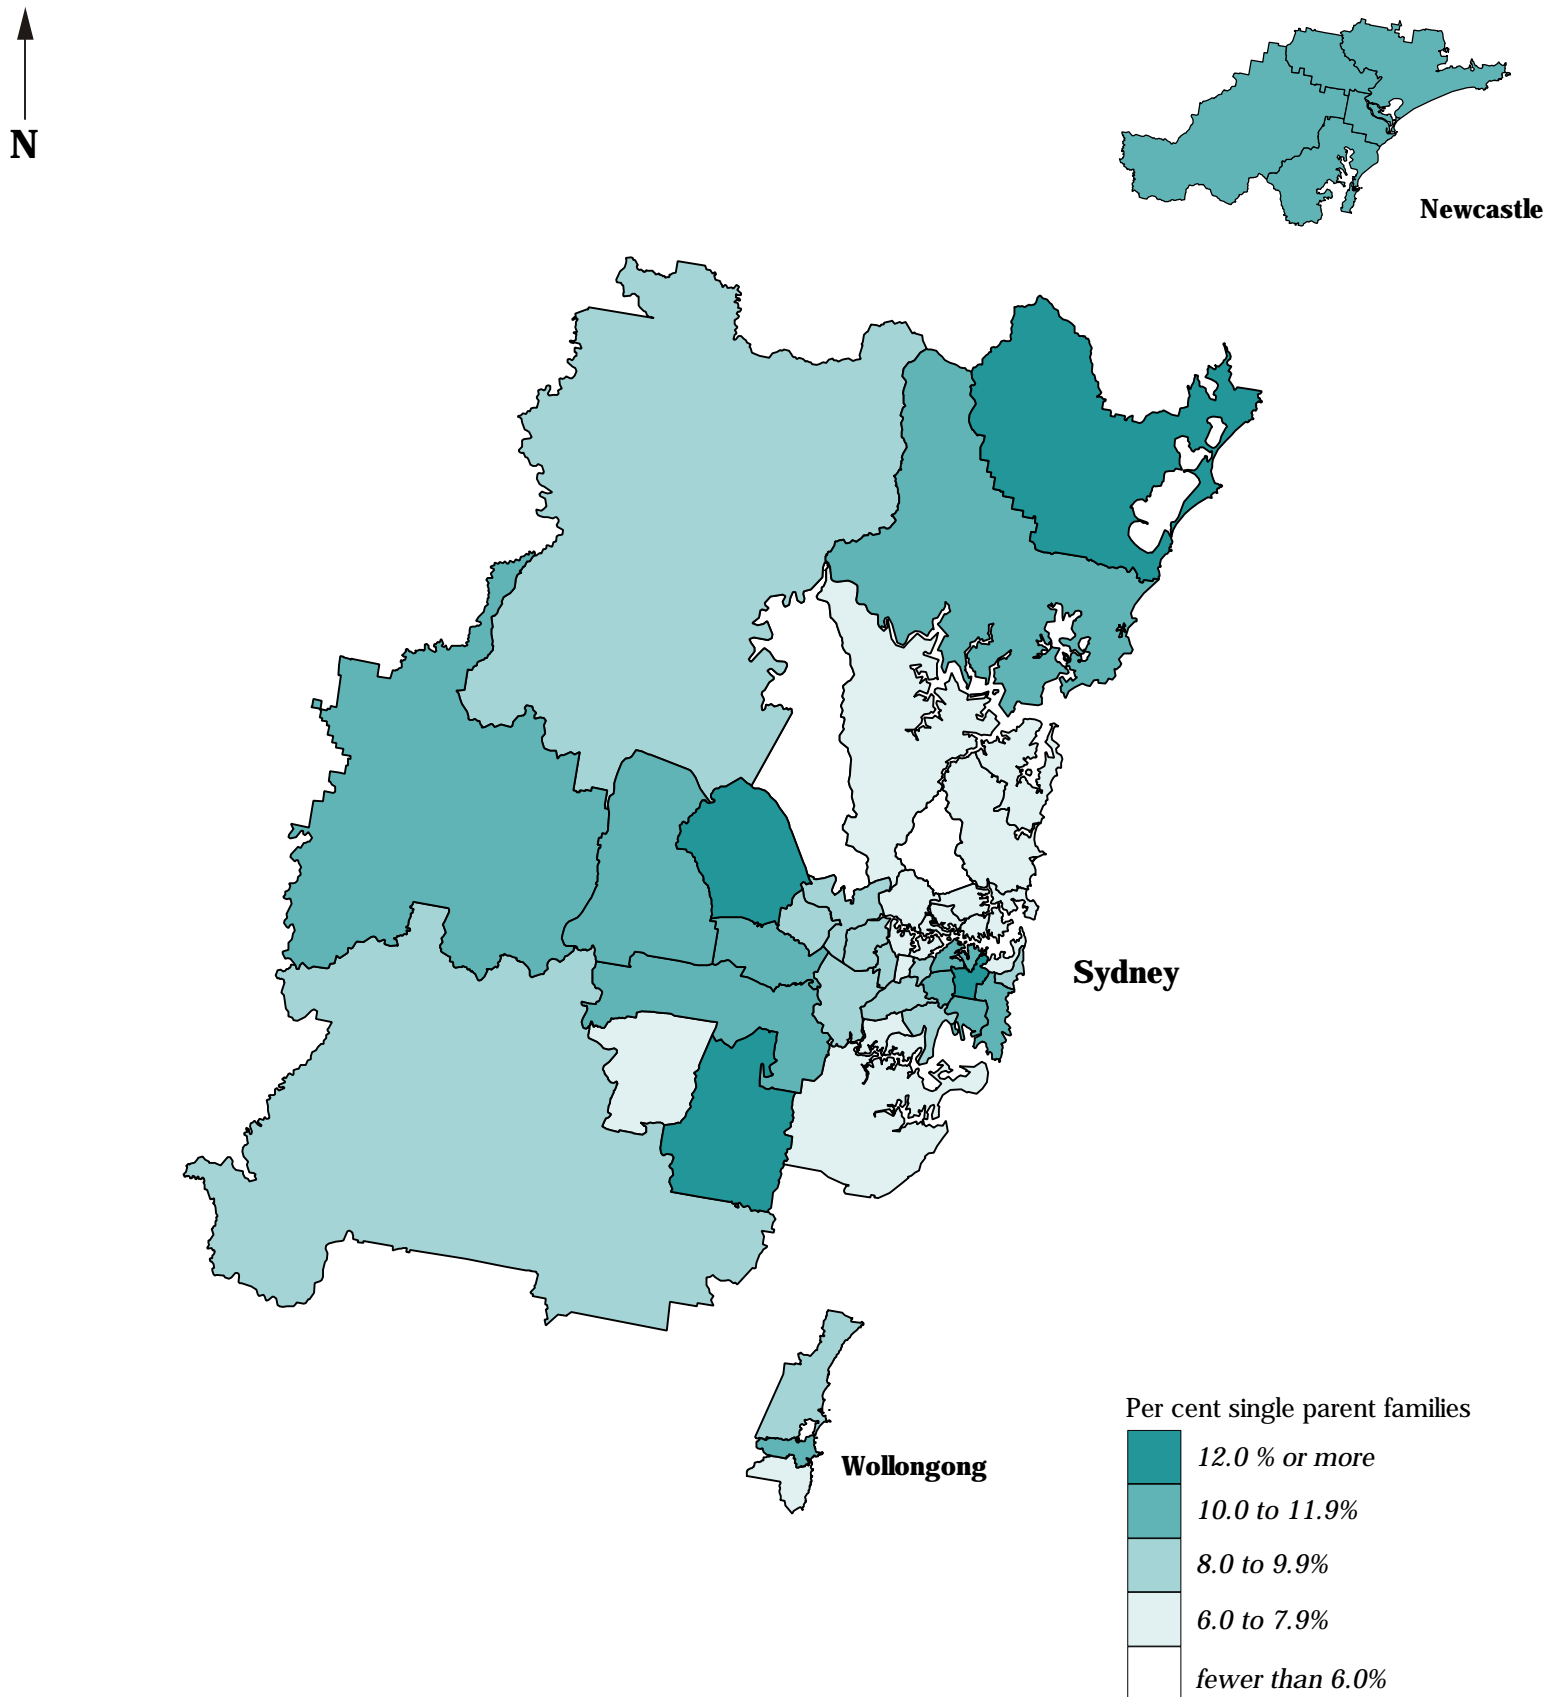 N
Newcastle
Sydney
Wollongong
Per cent single parent families
12.0 % or more
10.0 to 11.9%
8.0 to 9.9%
6.0 to 7.9%
fewer than 6.0%